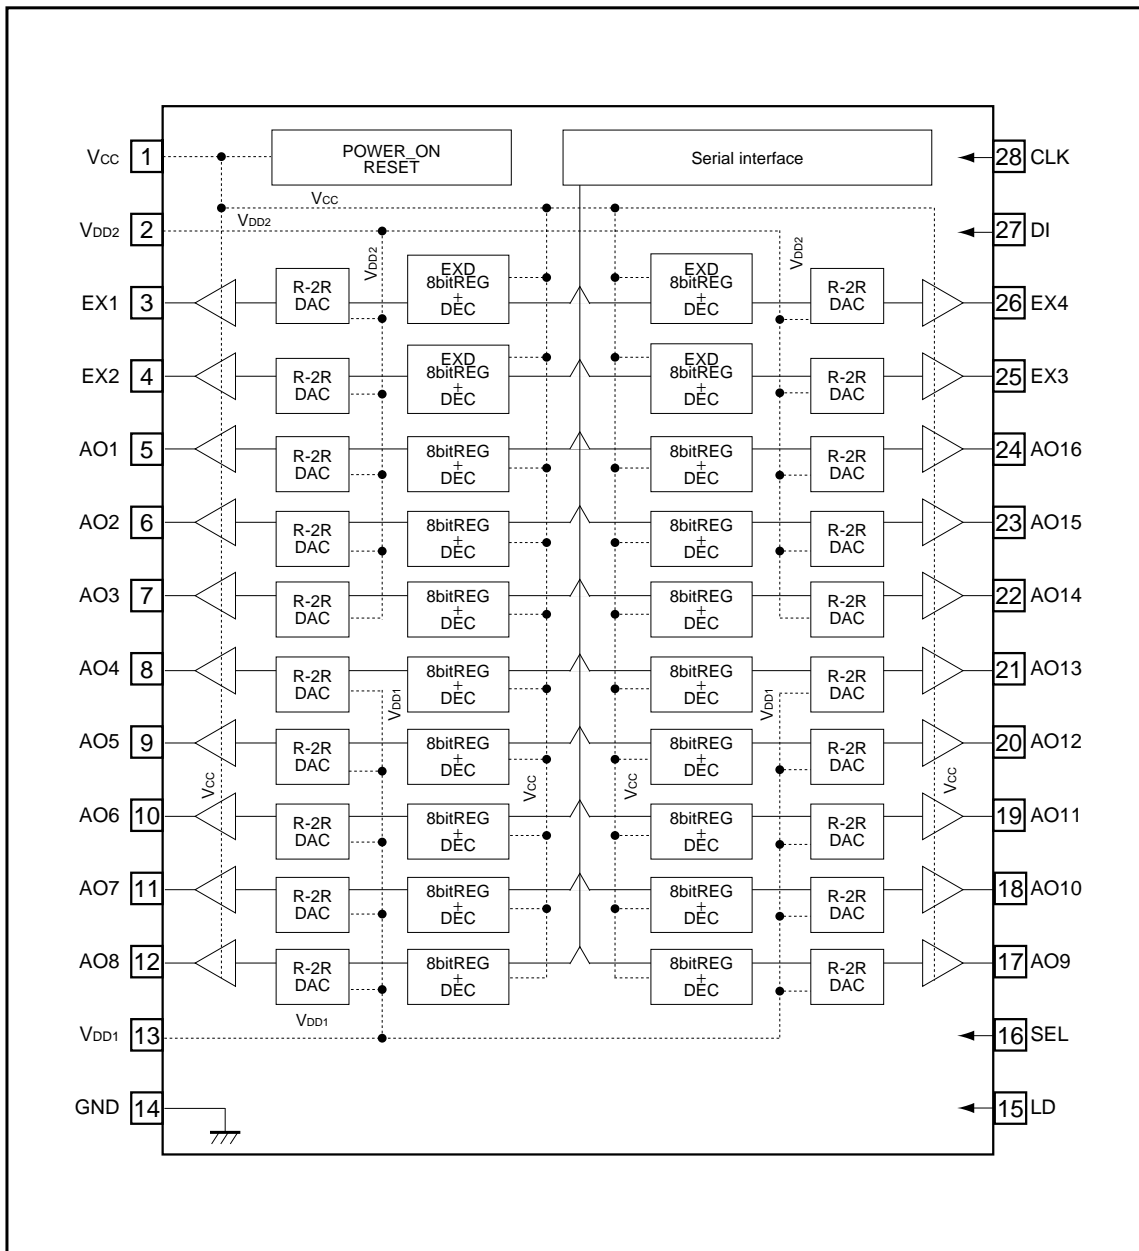 Vcc 1 POWER_ON Serial interface 28 CLK
RESET
Vcc
VDD2 2 VDD2 27 DI
VDD2 VDD2
EX1 3 R-2R EXD EXD R-2R 26 EX4
DAC 8bitREG 8bitREG DAC
+ +
DEC DEC
EX2 4 R-2R EXD EXD R-2R 25 EX3
DAC 8bitREG 8bitREG DAC
+ +
DEC DEC
AO1 5 R-2R 8bitREG 8bitREG R-2R 24 AO16
DAC + + DAC
DEC DEC
AO2 6 R-2R 8bitREG 8bitREG R-2R 23 AO15
DAC + + DAC
DEC DEC
AO3 7 R-2R 8bitREG 8bitREG R-2R 22 AO14
DAC + + DAC
DEC DEC
AO4 8 R-2R 8bitREG 8bitREG R-2R 21 AO13
DAC + + DAC
DEC DEC
VDD1 VDD1
AO5 9 R-2R 8bitREG 8bitREG R-2R 20 AO12
DAC + + DAC
DEC DEC
Vcc Vcc Vcc Vcc
AO6 10 R-2R 8bitREG 8bitREG R-2R 19 AO11
DAC + + DAC
DEC DEC
AO7 11 R-2R 8bitREG 8bitREG R-2R 18 AO10
DAC + + DAC
DEC DEC
AO8 12 R-2R 8bitREG 8bitREG R-2R 17 AO9
DAC + + DAC
DEC DEC
VDD1
VDD1 13 16 SEL
GND 14 15 LD